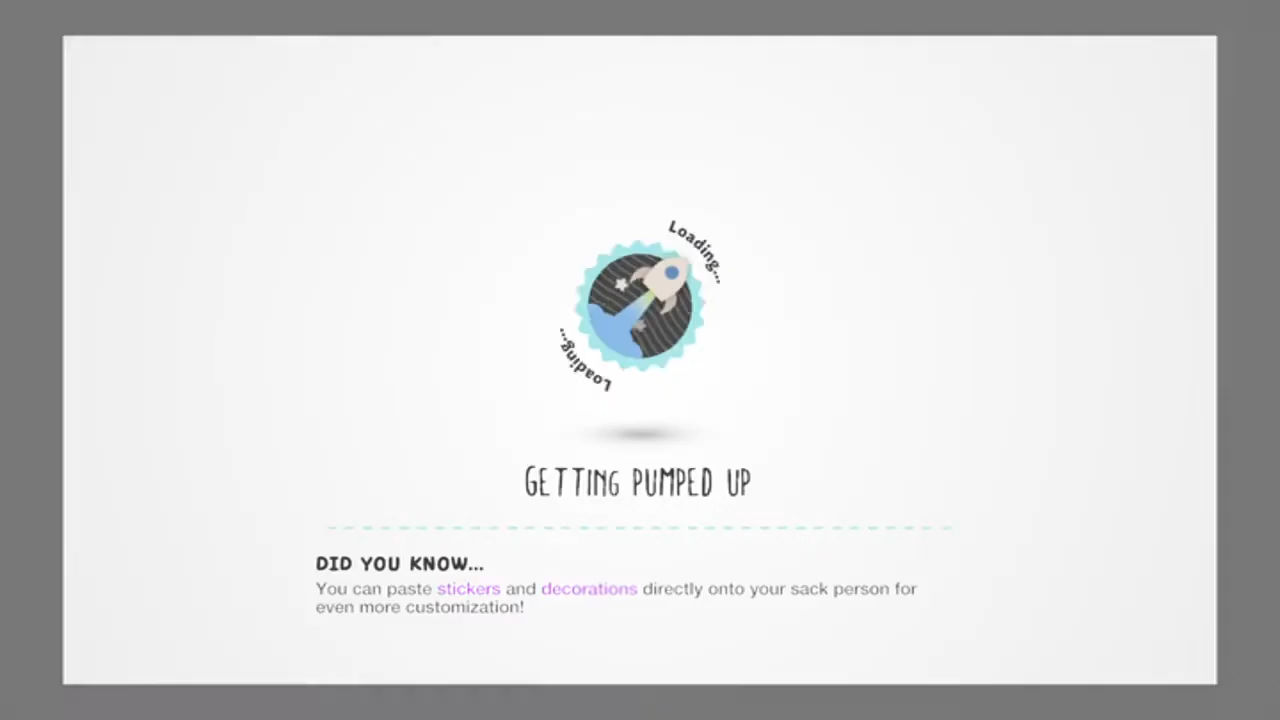 Loading...
Loading...
GETTING PUMPED UP
DID YOU KNOW...
You can paste stickers and decorations directly onto your sack person for
even more customization!